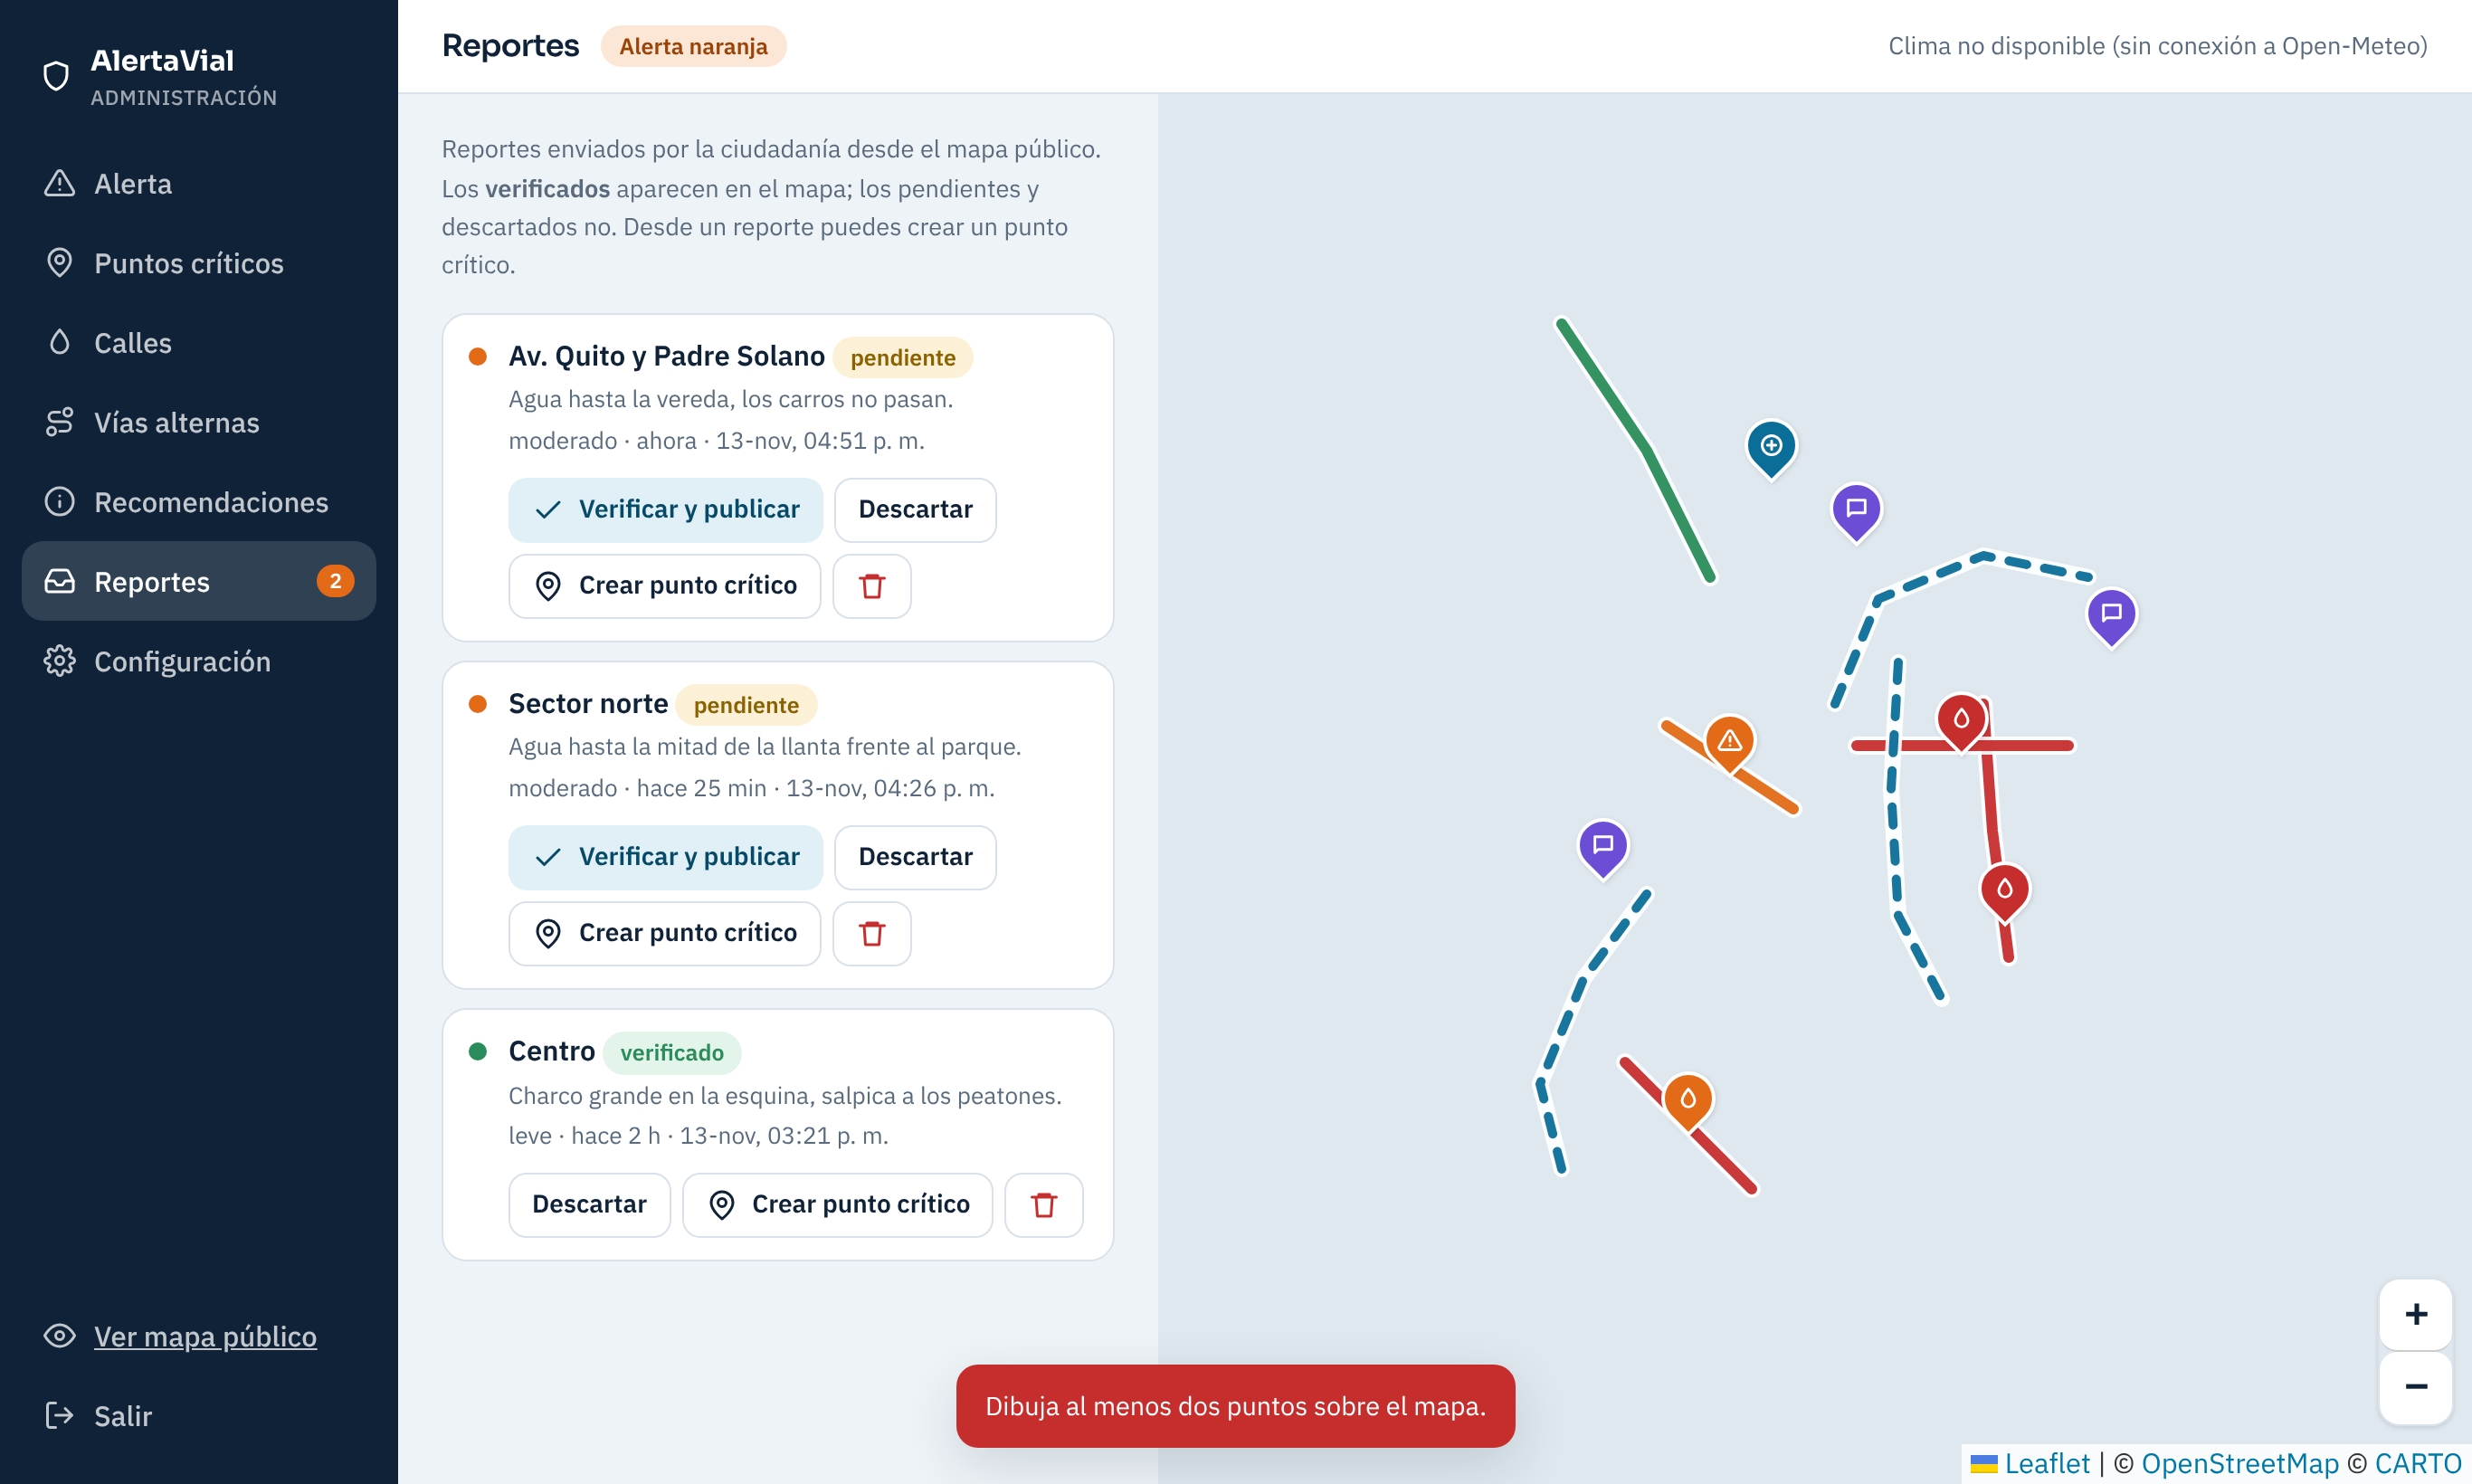 AlertaVial
ADMINISTRACIÓN
Alerta
Puntos críticos
Calles
Vías alternas
Recomendaciones
Reportes 2
Configuración
Ver mapa público
Salir
Reportes Alerta naranja
Clima no disponible (sin conexión a Open-Meteo)
Reportes enviados por la ciudadanía desde el mapa público.
Los verificados aparecen en el mapa; los pendientes y
descartados no. Desde un reporte puedes crear un punto
crítico.
Av. Quito y Padre Solano pendiente
Agua hasta la vereda, los carros no pasan.
moderado · ahora · 13-nov, 04:51 p. m.
Verificar y publicar Descartar
Crear punto crítico
Sector norte pendiente
Agua hasta la mitad de la llanta frente al parque.
moderado · hace 25 min · 13-nov, 04:26 p. m.
Verificar y publicar Descartar
Crear punto crítico
Centro verificado
Charco grande en la esquina, salpica a los peatones.
leve · hace 2 h · 13-nov, 03:21 p. m.
Descartar Crear punto crítico
Dibuja al menos dos puntos sobre el mapa.
+
−
Leaflet | © OpenStreetMap © CARTO